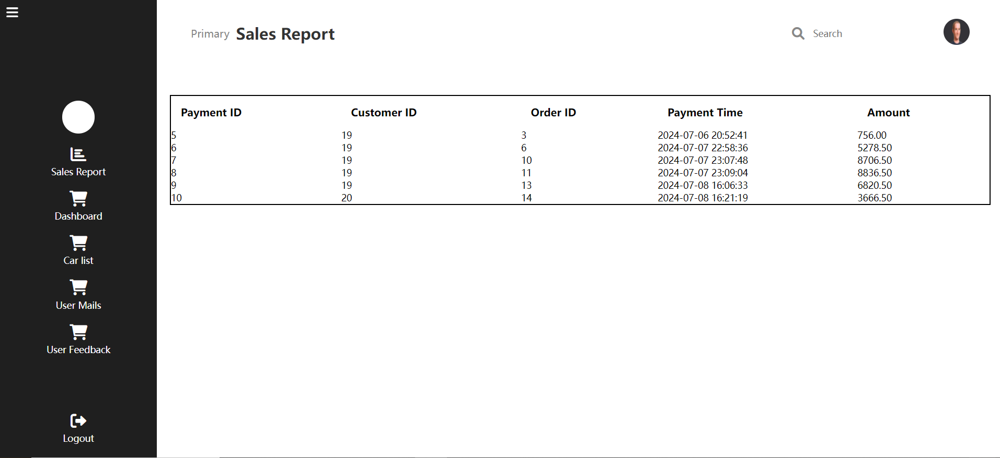 Primary Sales Report
Search
Sales Report
Dashboard
Car list
User Mails
User Feedback
Logout
Payment ID Customer ID Order ID Payment Time Amount
5 19 3 2024-07-06 20:52:41 756.00
6 19 6 2024-07-07 22:58:36 5278.50
7 19 10 2024-07-07 23:07:48 8706.50
8 19 11 2024-07-07 23:09:04 8836.50
9 19 13 2024-07-08 16:06:33 6820.50
10 20 14 2024-07-08 16:21:19 3666.50